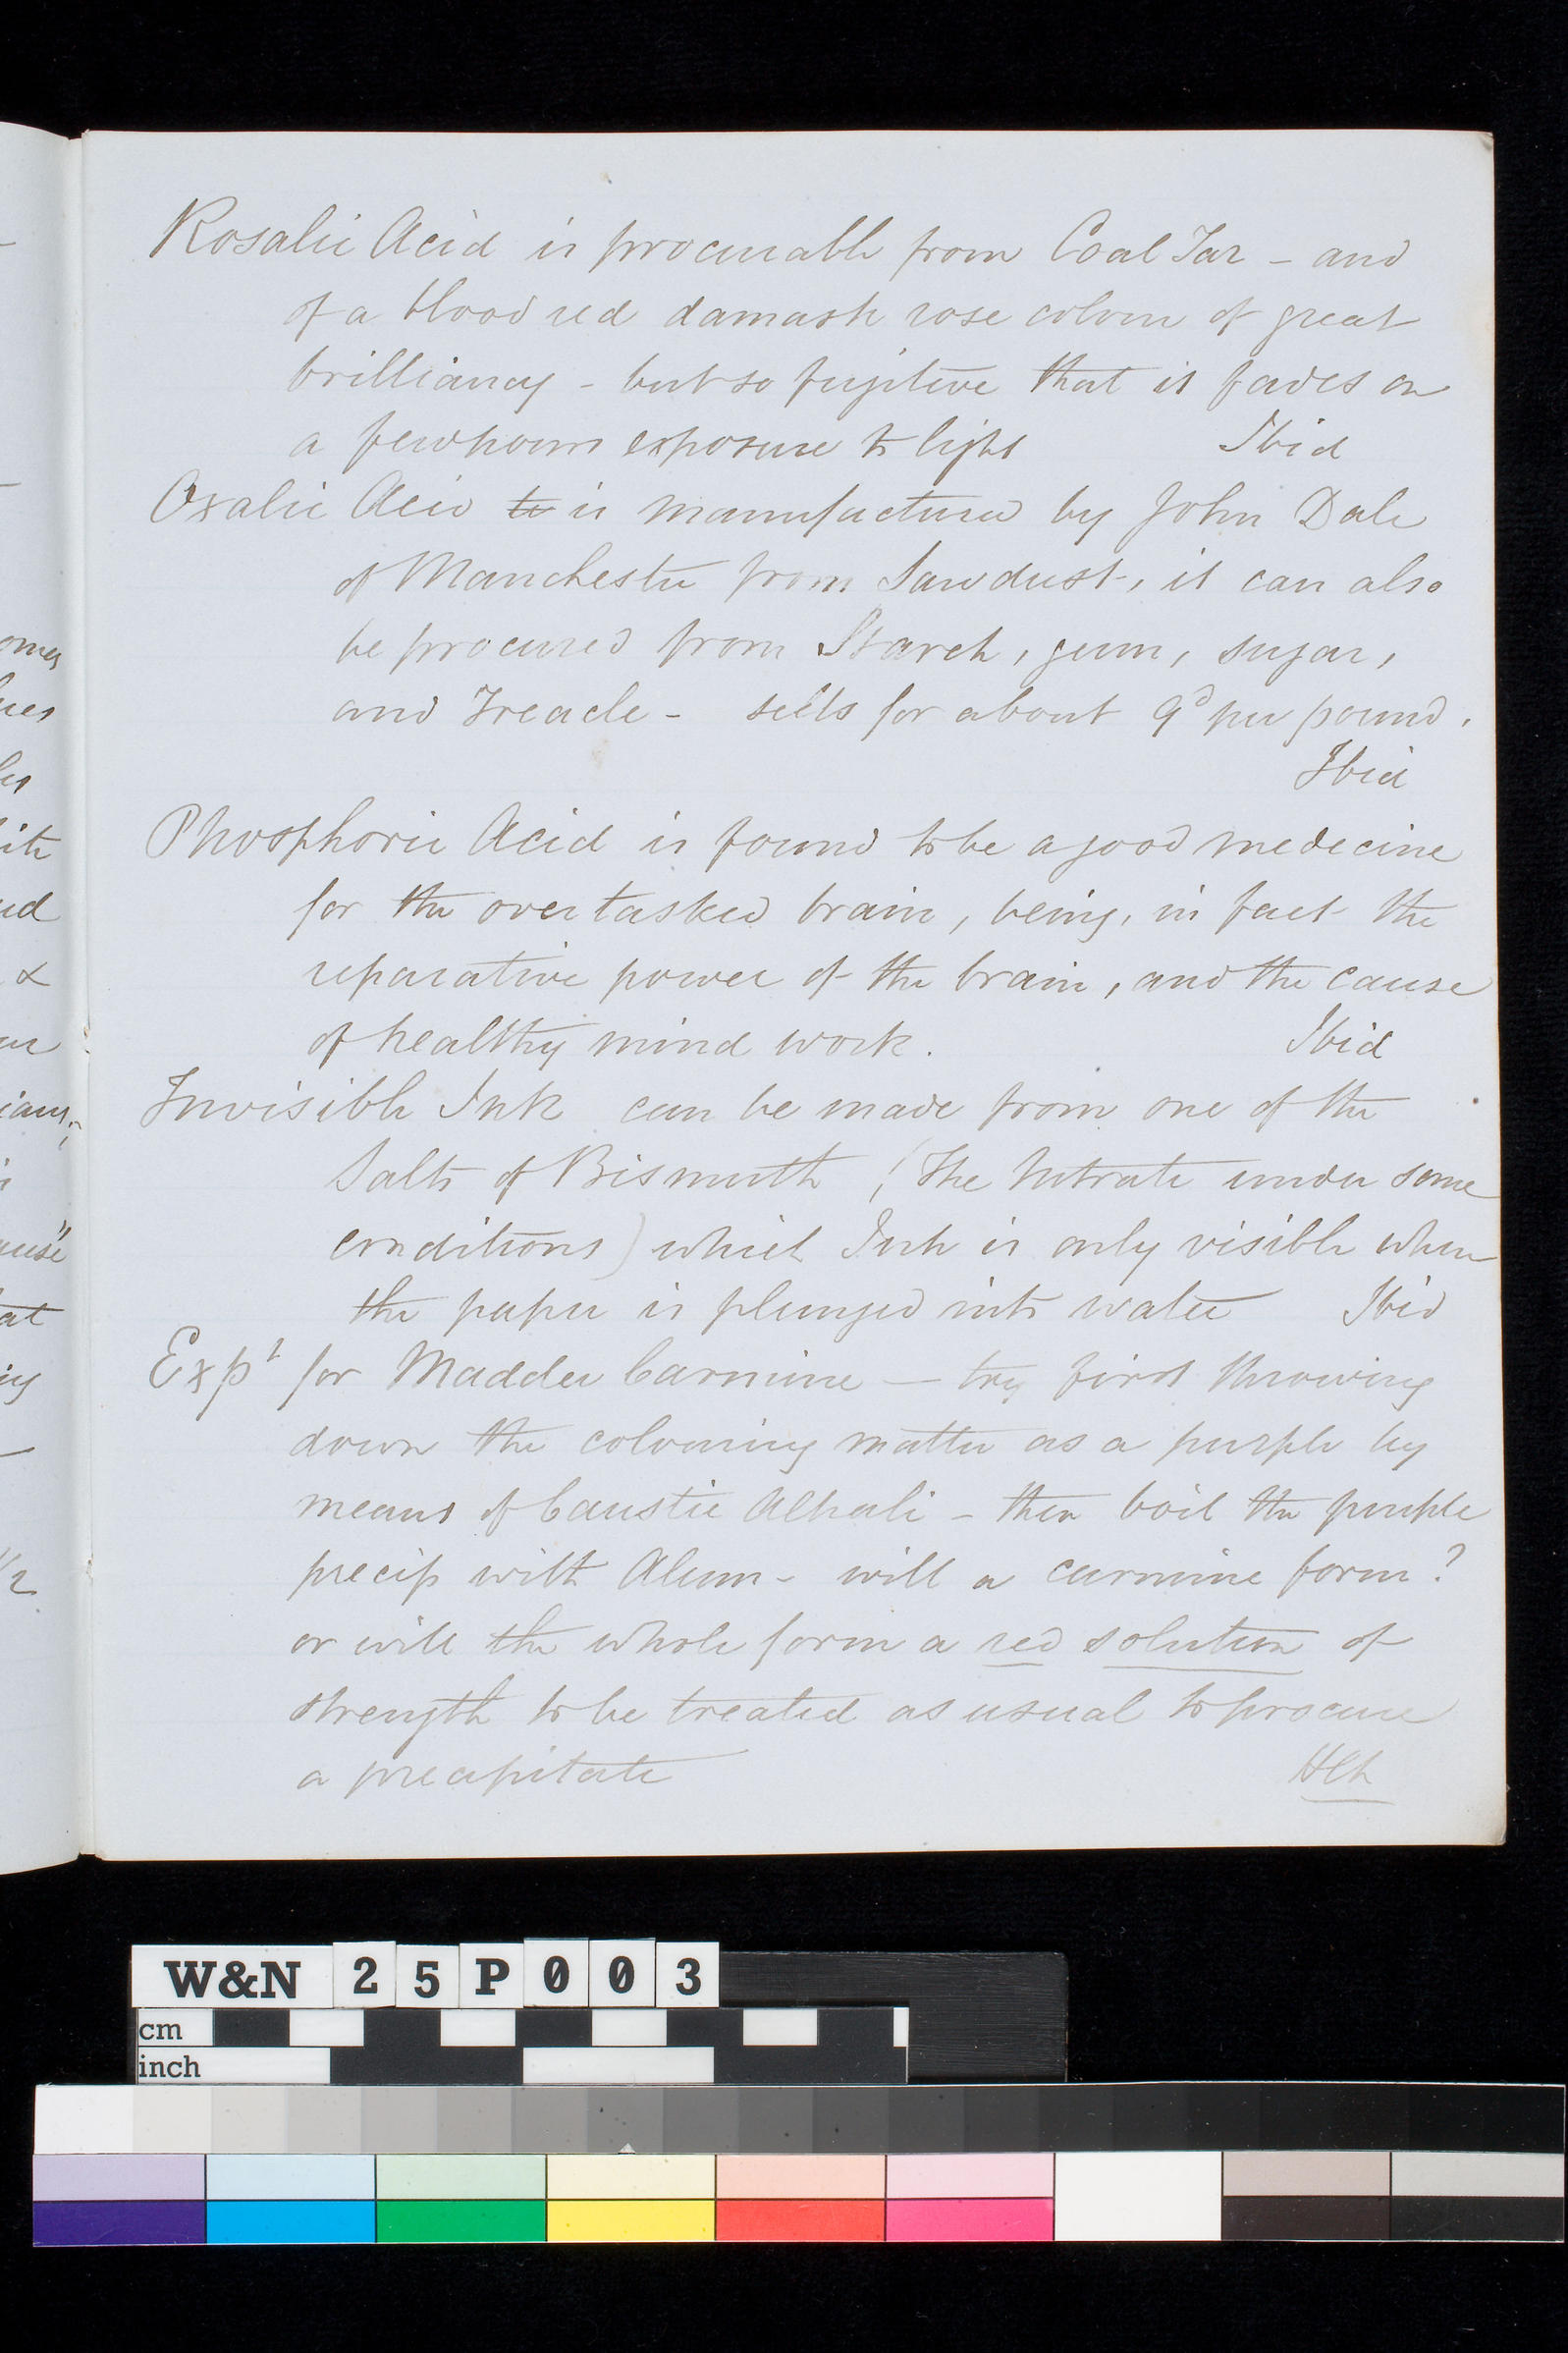 Rosalic Acid is procurable from Coal Tar – and
of a blood red damask rose colour of great
brilliancy – but so fugitive that it fades on
a few hours exposure to light Ibid
Oxalic Acid to is manufactured by John Dale
of Manchester from Sawdust, it can also
be procured from Starch, gum, sugar,
and Treacle – sells for about 9d per pound.
Ibid
Phosphoric Acid is found to be a good medecine
for the overtasked brain, being, in fact the
reparative power of the brain, and the cause
of healthy mind work. Ibid
Invisible Ink can be made from one of the
Salts of Bismuth (The Nitrate under some
conditions) which Ink is only visible when
the paper is plunged into water Ibid
Expt for Madder Carmine – try first throwing
down the colouring matter as a purple by
means of Caustic Alkali – then boil the purple
precip with Alum – will a carmine form?
or will the whole form a red solution of
strength to be treated as usual to procure
a precipitate
omes
ite
&
at
1/2
W&N 25P003
cm
inch